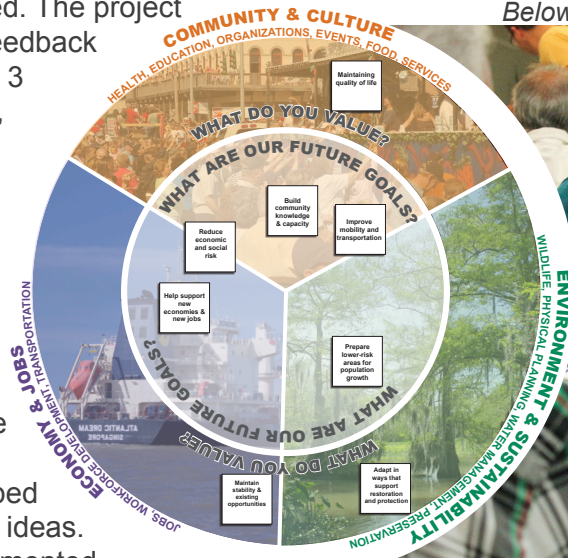 ed. The project
eedback
3
Below
COMMUNITY & CULTURE
HEALTH, EDUCATION, ORGANIZATIONS, EVENTS, FOOD, SERVICES
Maintaining
quality of life
WHAT DO YOU VALUE?
WHAT ARE OUR FUTURE GOALS?
Build
community
knowledge
& capacity
Improve
mobility and
transportation
Reduce
economic
and social
risk
Help support
new
economies &
new jobs
Prepare
lower-risk
areas for
population
growth
WHAT ARE OUR FUTURE GOALS?
WHAT DO YOU VALUE?
Maintain
stability &
existing
opportunities
Adapt in
ways that
support
restoration
and protection
ECONOMY & JOBS
JOBS, WORKFORCE DEVELOPMENT, TRANSPORTATION
ENVIRONMENT & SUSTAINABILITY
WILDLIFE, PHYSICAL PLANNING, WATER MANAGEMENT, PRESERVATION
ATLANTIC DREAM
SINGAPORE
e
ped
ideas.
mented